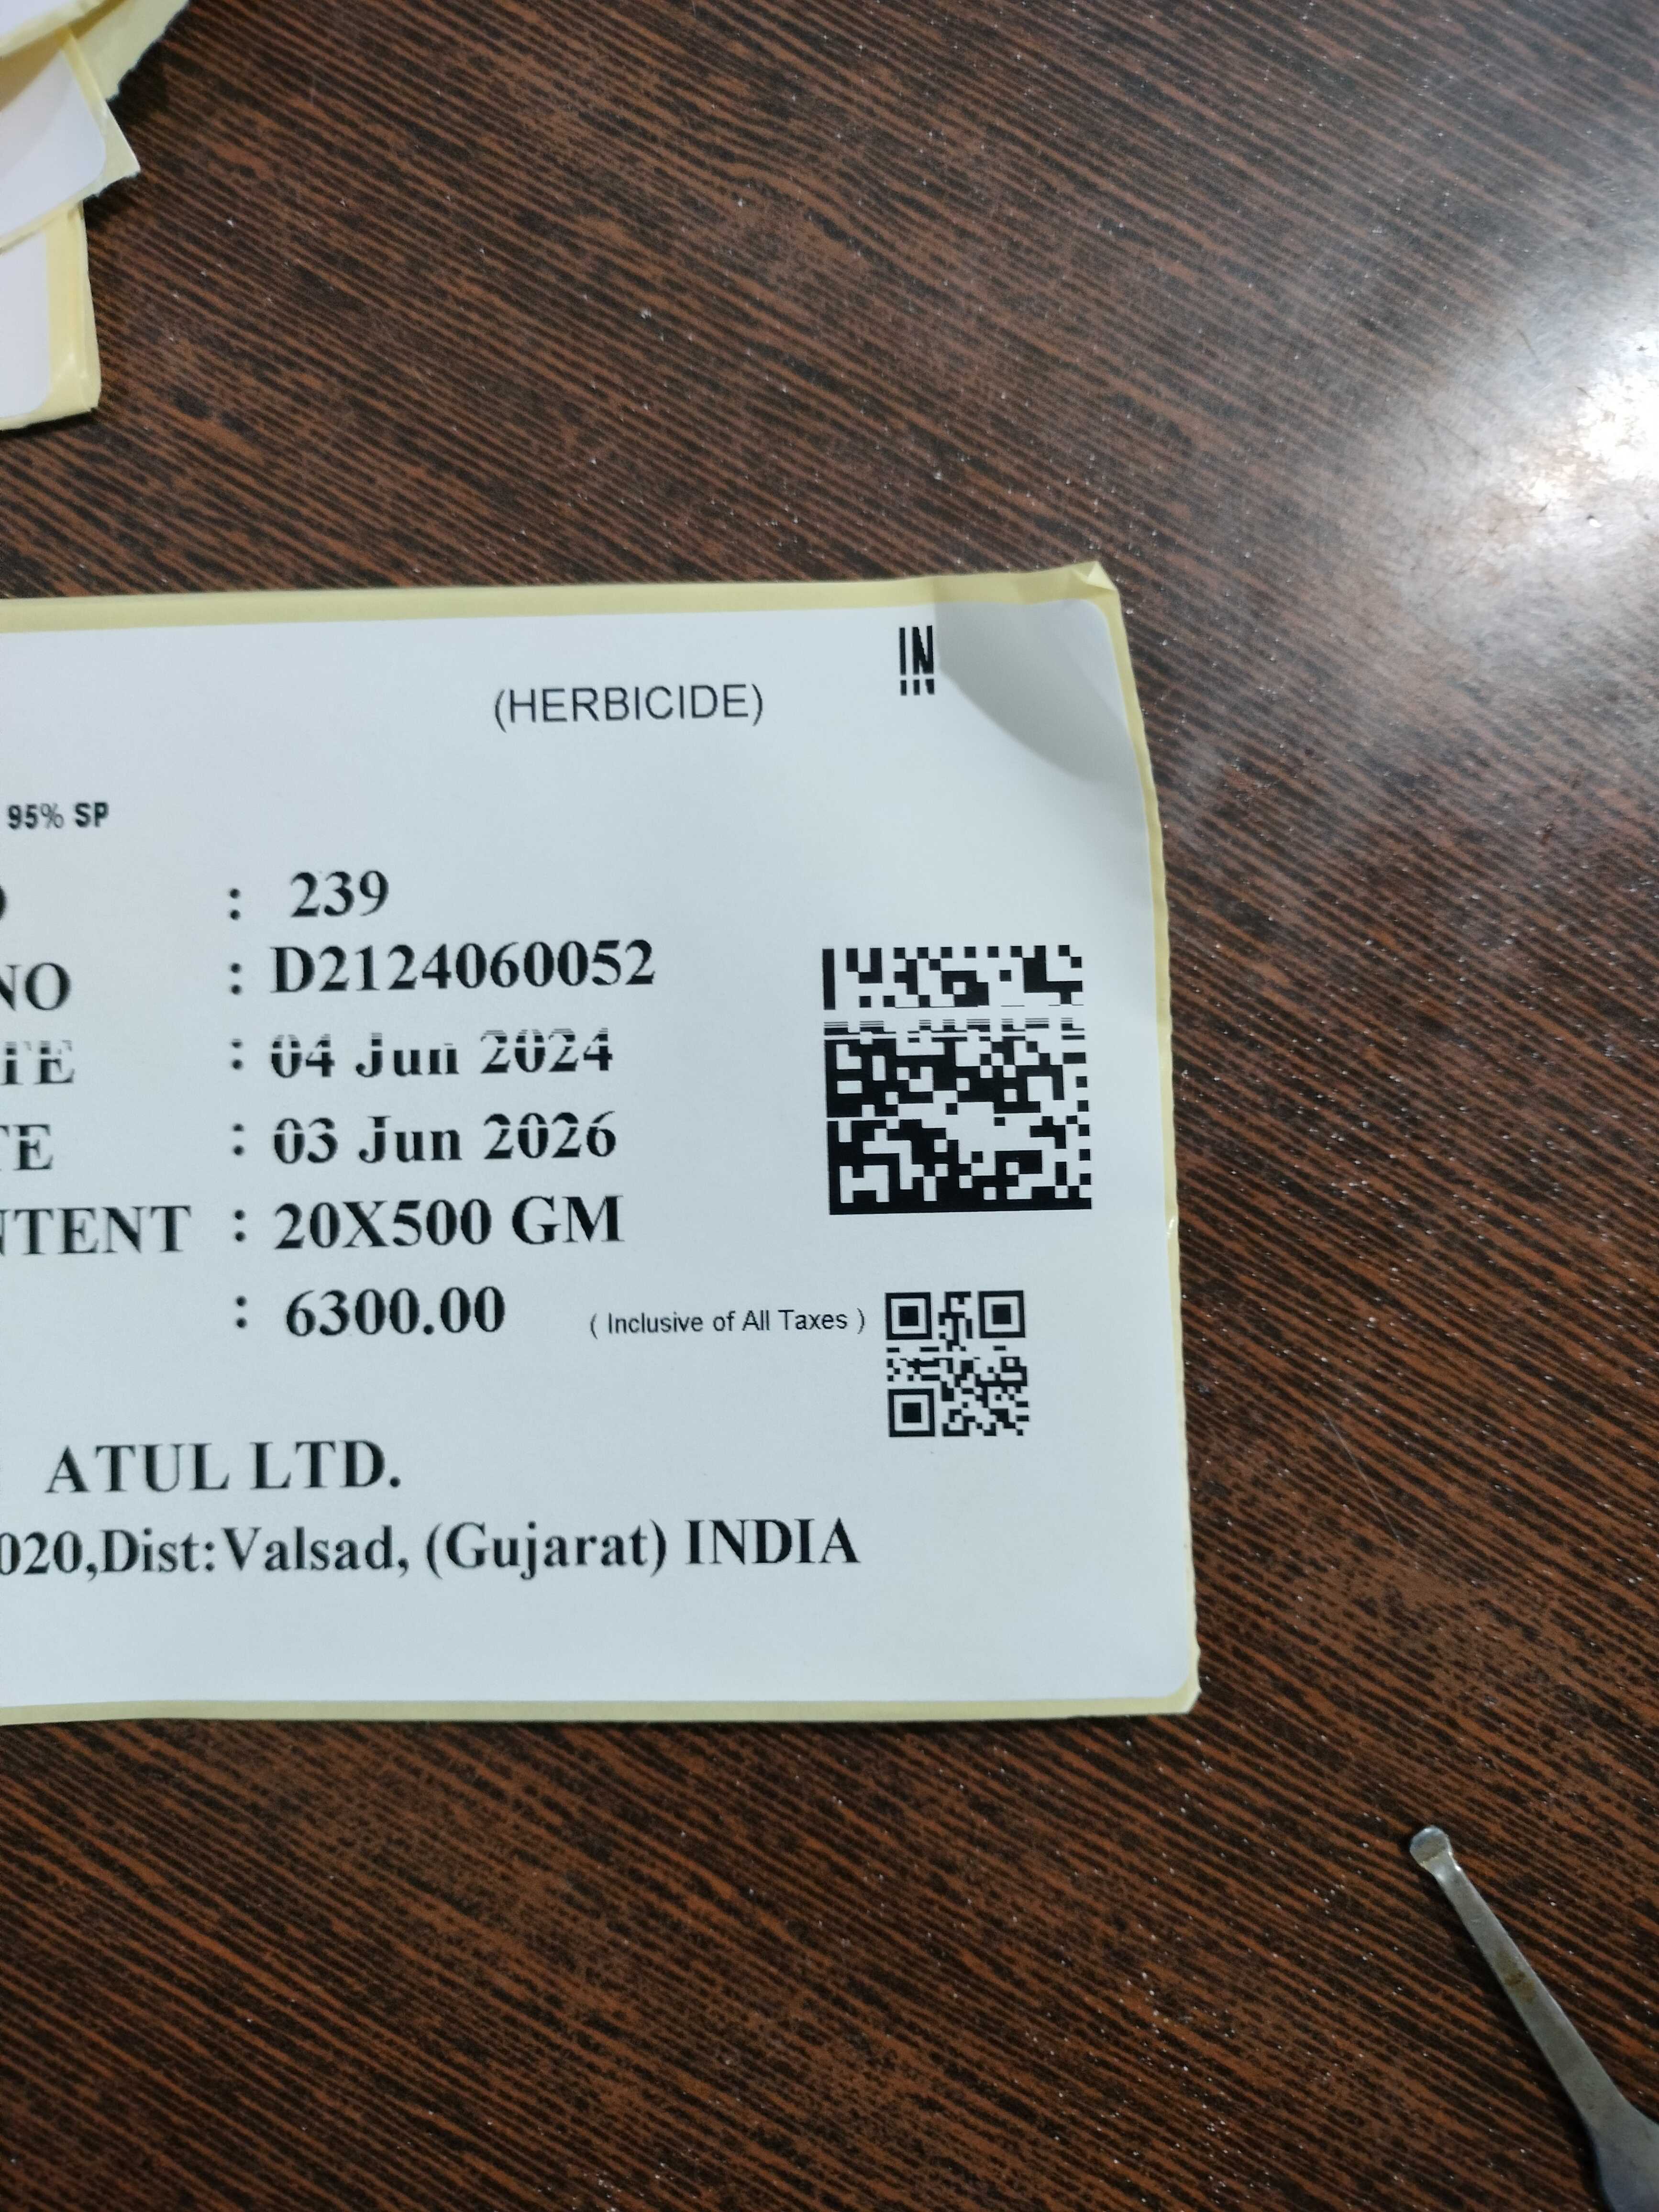 IN
(HERBICIDE)
95% SP
: 239
NO : D2124060052
TE : 04 Jun 2024
TE : 03 Jun 2026
NTENT : 20X500 GM
: 6300.00 ( Inclusive of All Taxes )
ATUL LTD.
020,Dist:Valsad, (Gujarat) INDIA